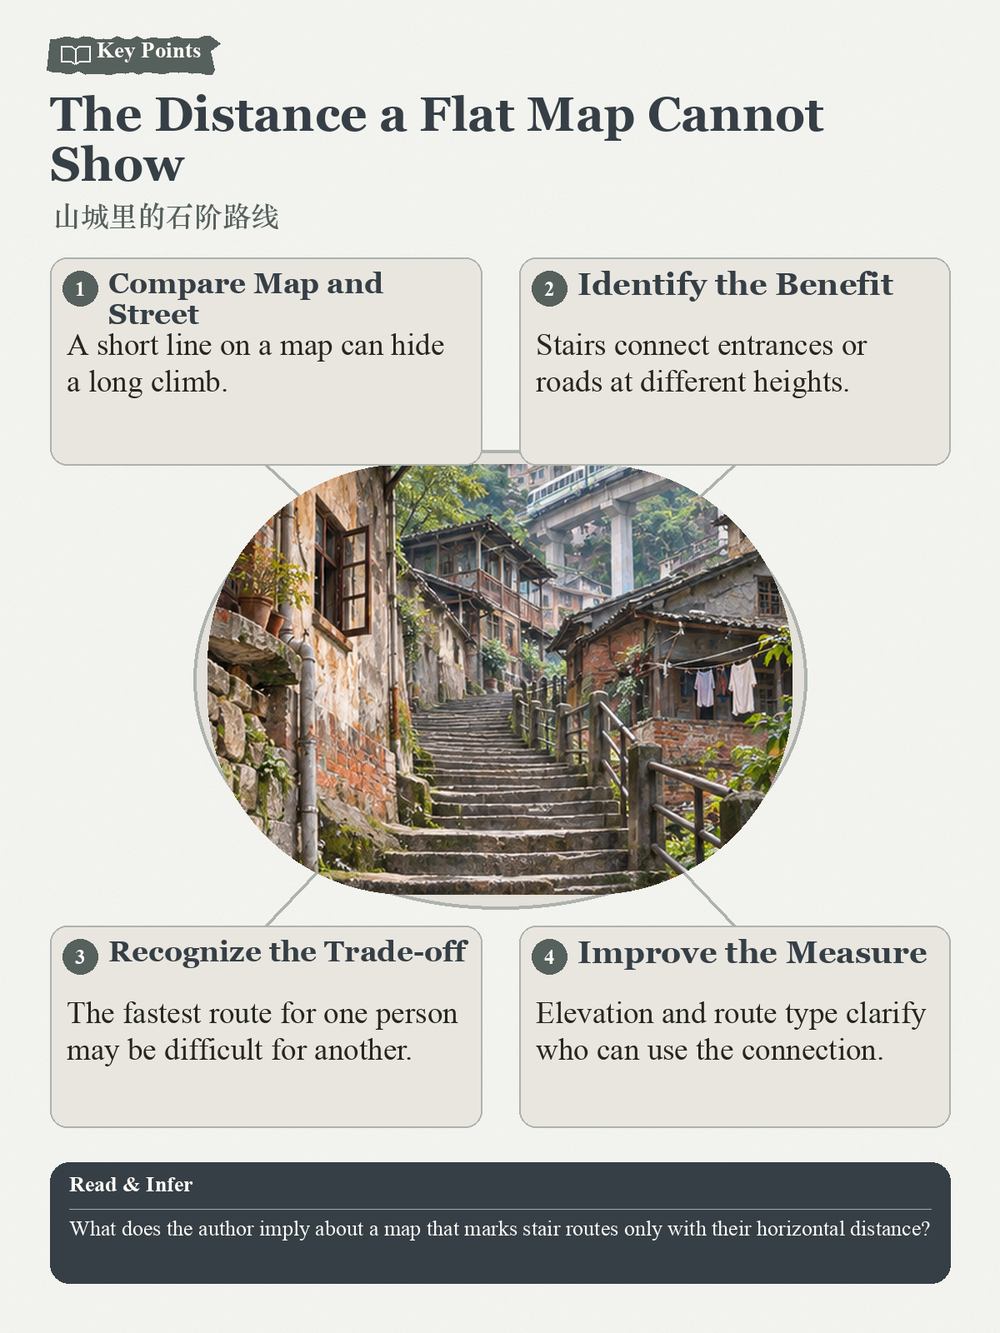 Key Points
The Distance a Flat Map Cannot
Show
山城里的石阶路线
1
Compare Map and
Street
A short line on a map can hide
a long climb.
2
Identify the Benefit
Stairs connect entrances or
roads at different heights.
3
Recognize the Trade-off
The fastest route for one person
may be difficult for another.
4
Improve the Measure
Elevation and route type clarify
who can use the connection.
Read & Infer
What does the author imply about a map that marks stair routes only with their horizontal distance?